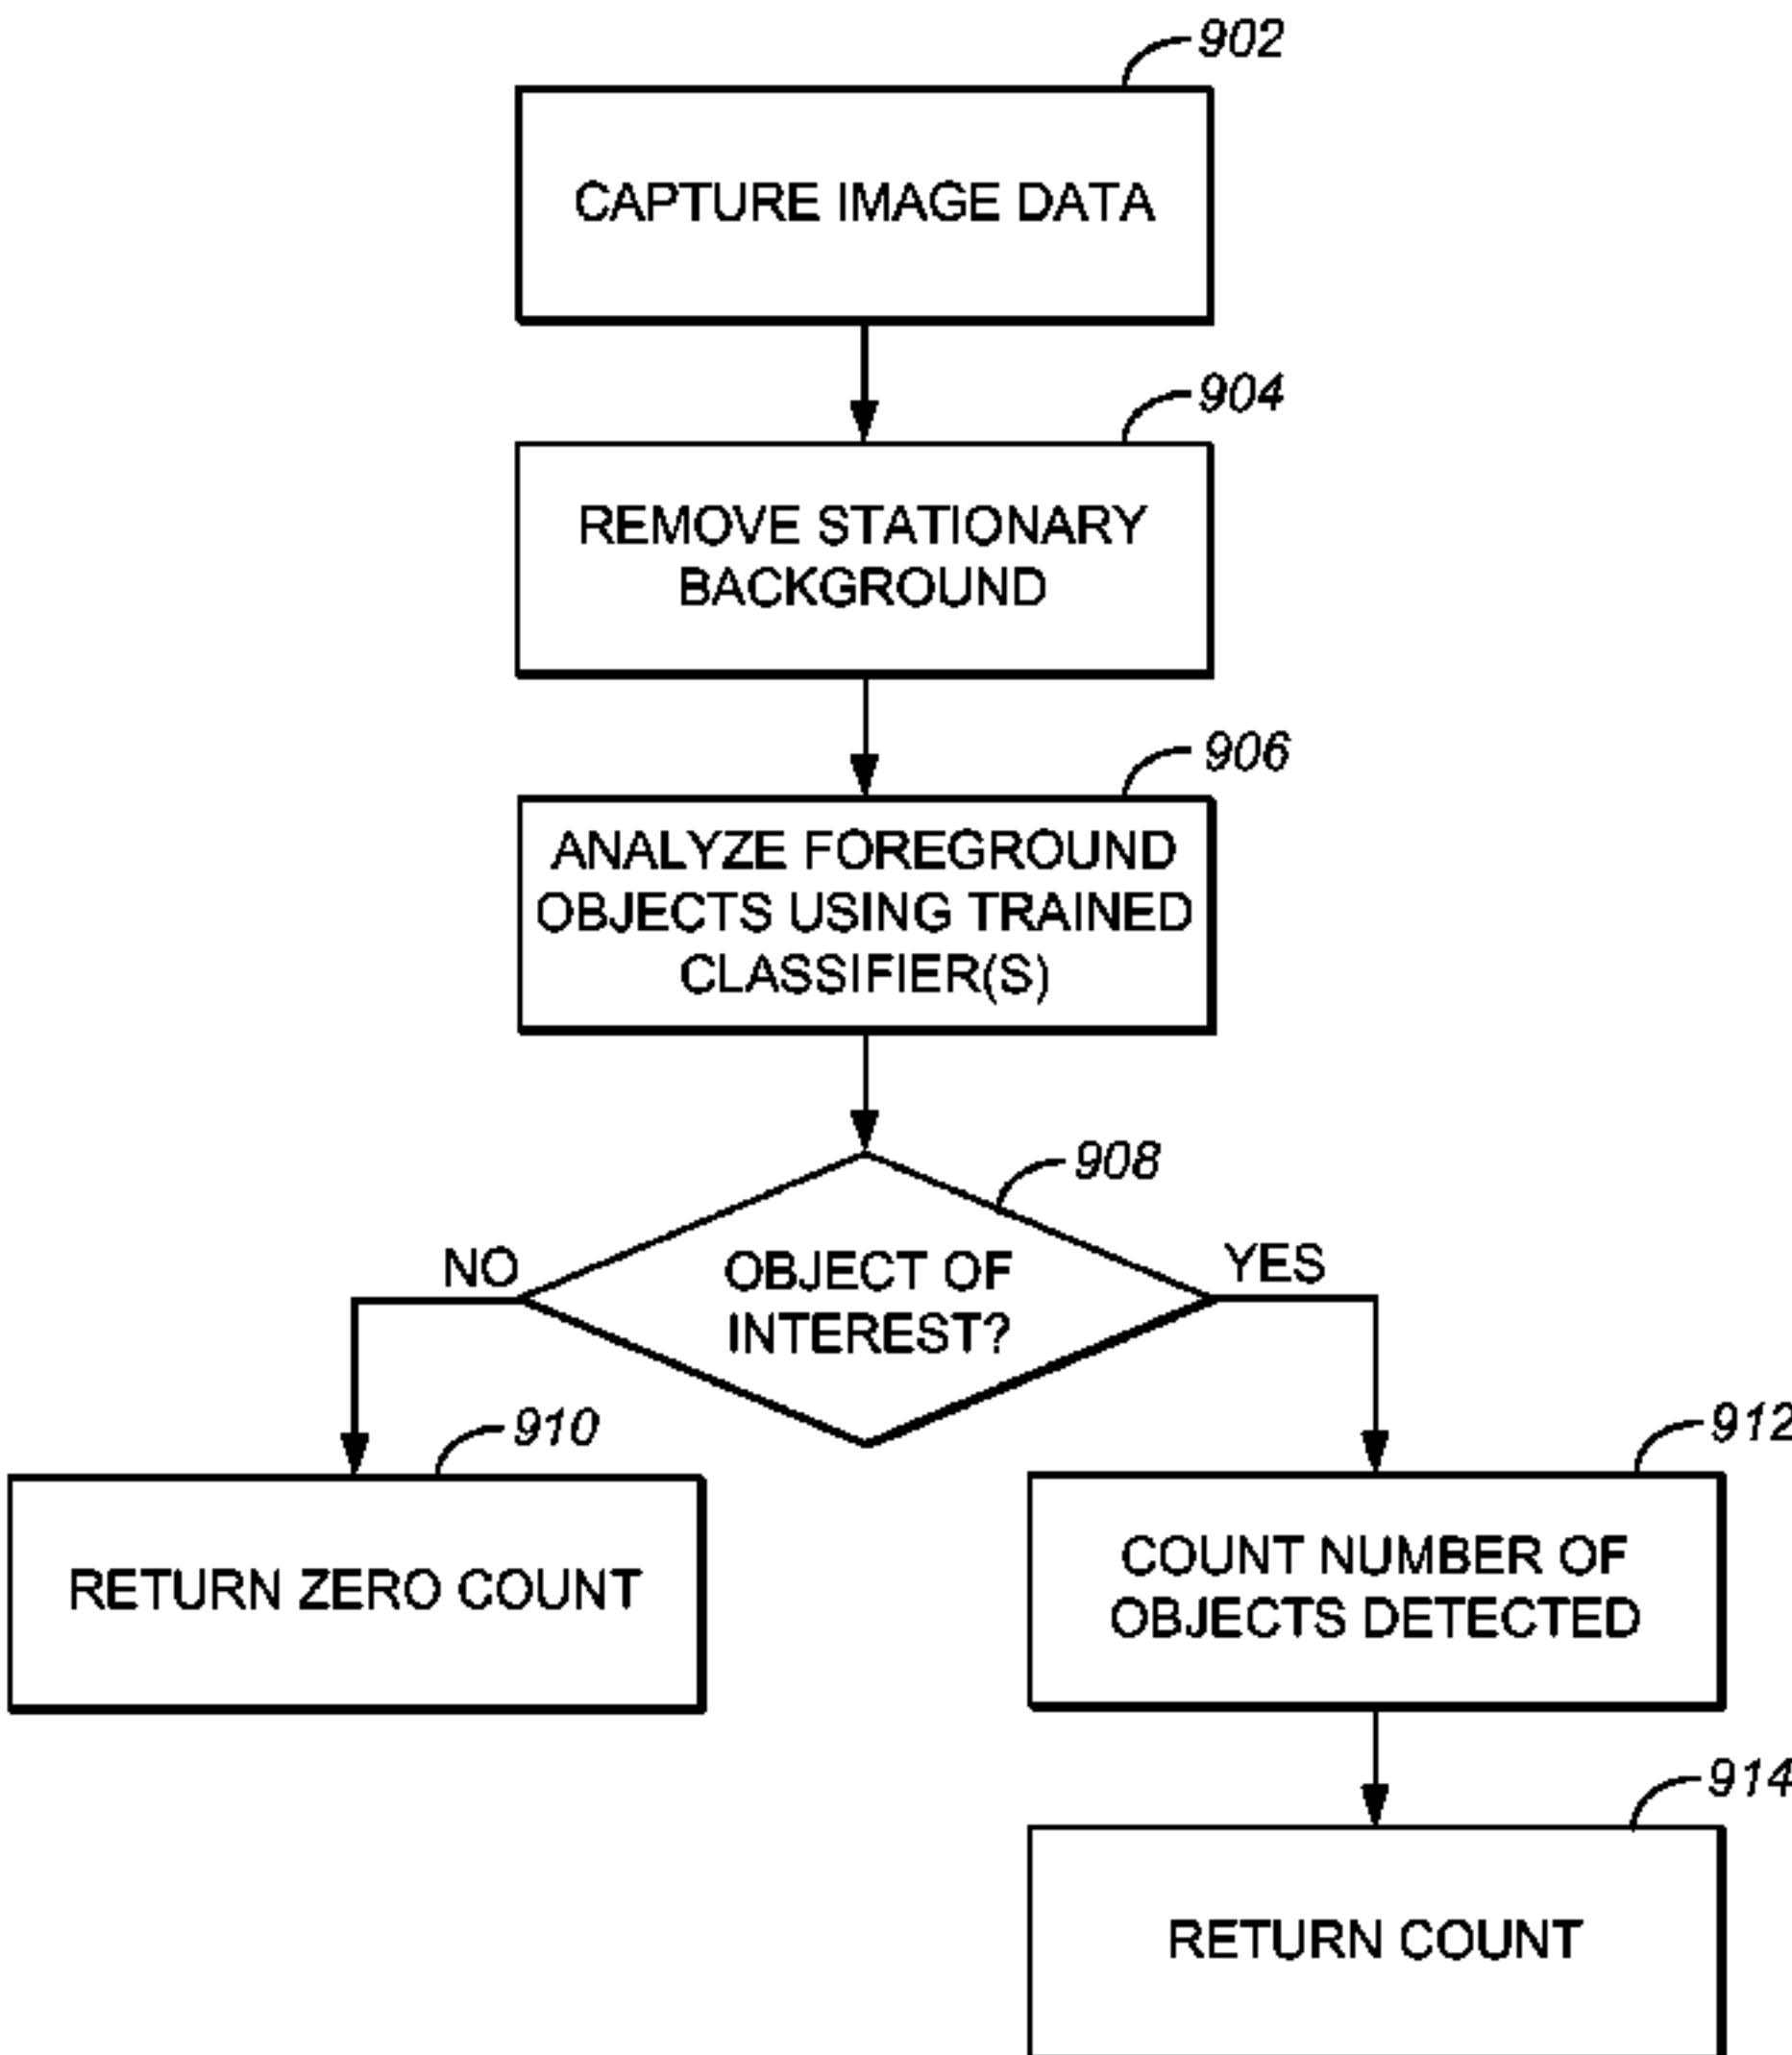 902
CAPTURE IMAGE DATA
904
REMOVE STATIONARY
BACKGROUND
906
ANALYZE FOREGROUND
OBJECTS USING TRAINED
CLASSIFIER(S)
908
OBJECT OF
INTEREST?
NO
YES
910
RETURN ZERO COUNT
912
COUNT NUMBER OF
OBJECTS DETECTED
914
RETURN COUNT